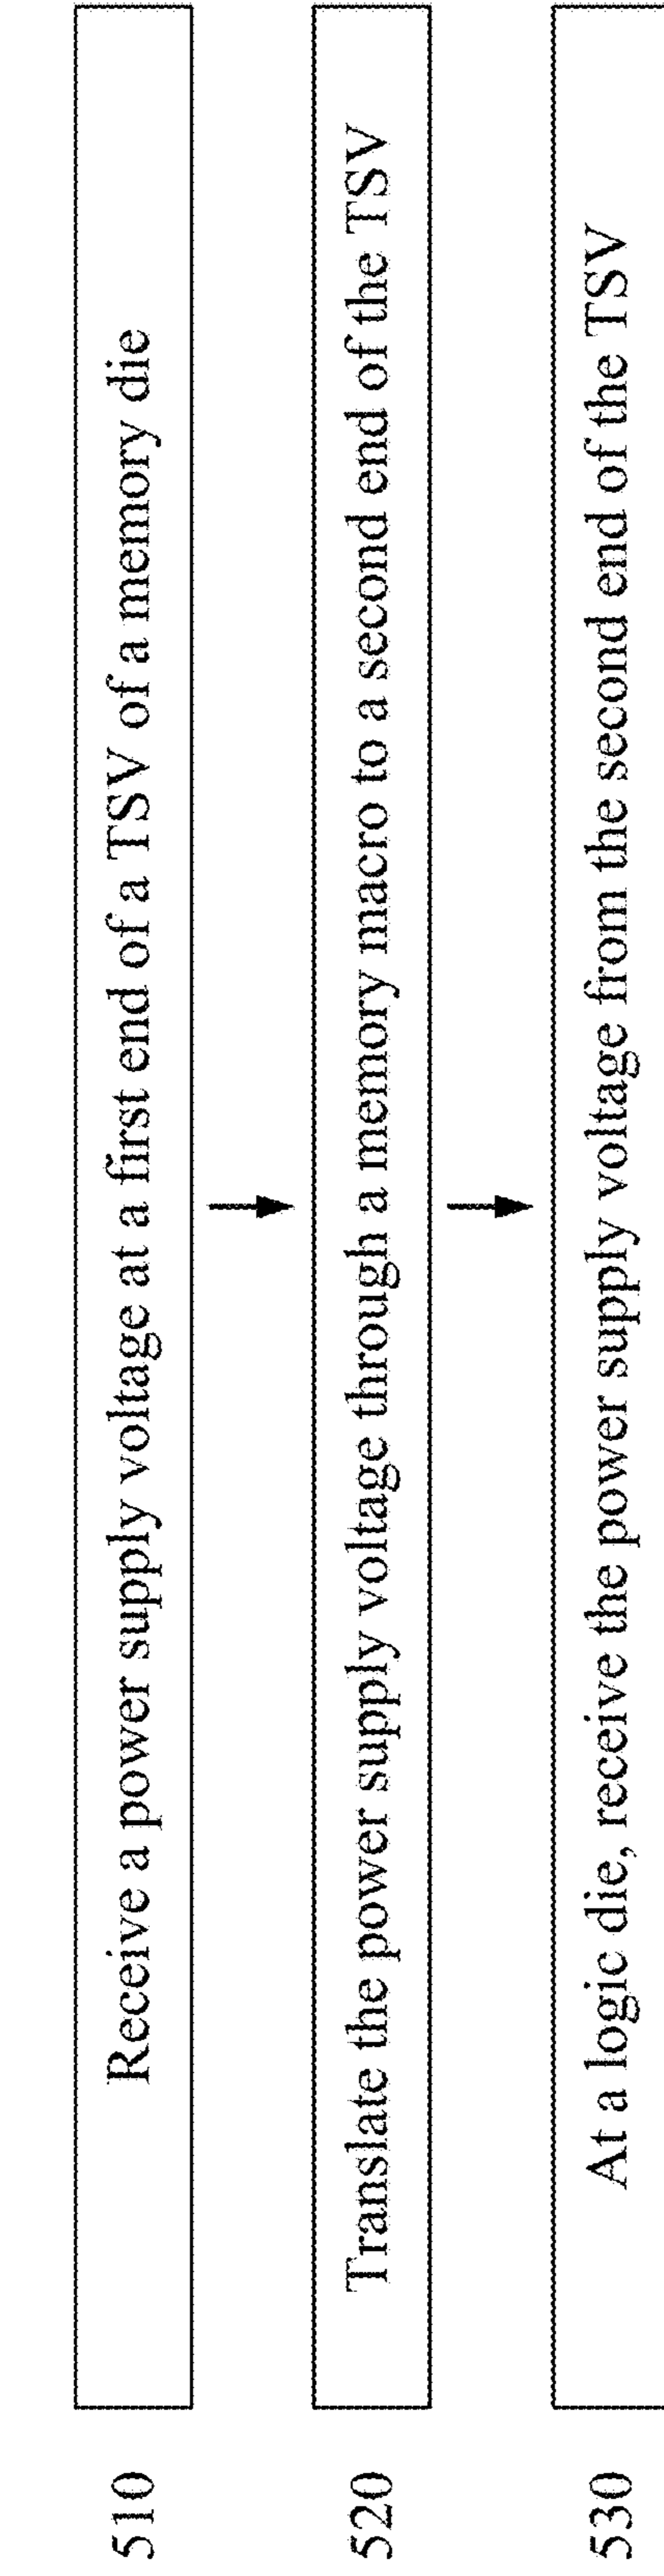 510
Receive a power supply voltage at a first end of a TSV of a memory die
520
Translate the power supply voltage through a memory macro to a second end of the TSV
530
At a logic die, receive the power supply voltage from the second end of the TSV